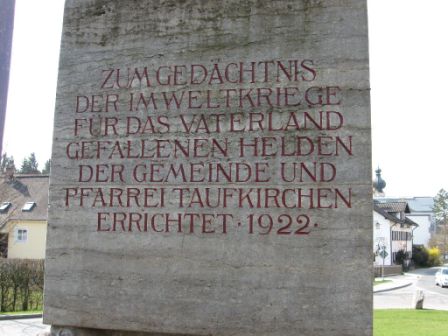 ZUM GEDÄCHTNIS
DER IM WELTKRIEGE
FÜR DAS VATERLAND
GEFALLENEN HELDEN
DER GEMEINDE UND
PFARREI TAUFKIRCHEN
ERRICHTET · 1922 ·